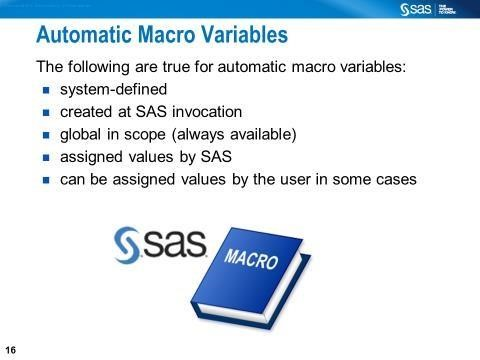 sas
THE
POWER
TO KNOW
Automatic Macro Variables
The following are true for automatic macro variables:
system-defined
created at SAS invocation
global in scope (always available)
assigned values by SAS
can be assigned values by the user in some cases
sas
MACRO
16